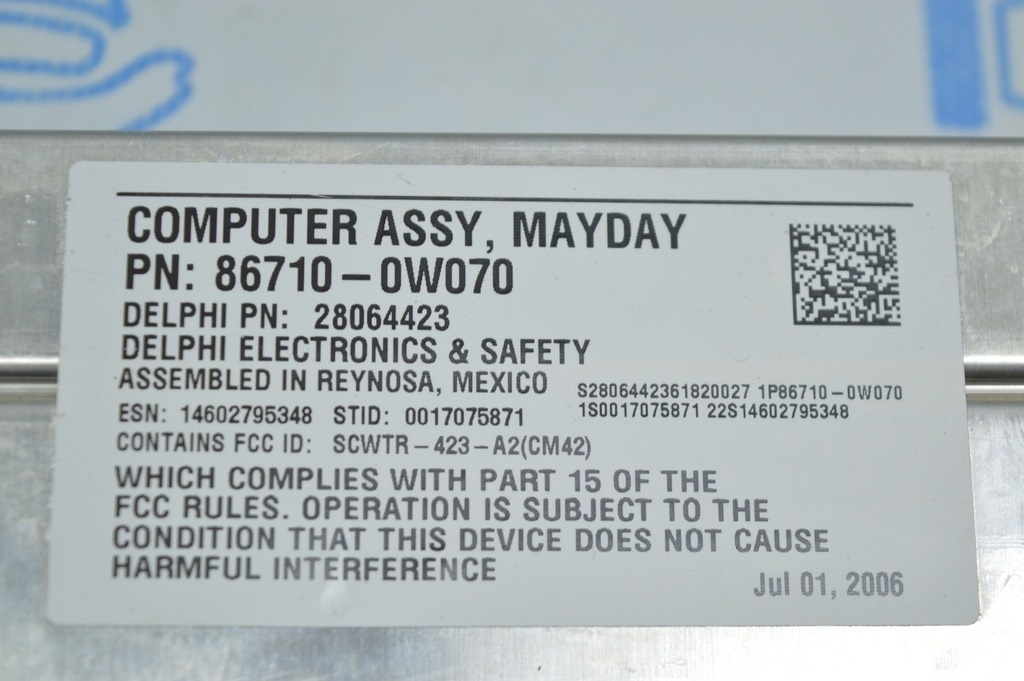 COMPUTER ASSY, MAYDAY
PN: 86710-0W070
DELPHI PN: 28064423
DELPHI ELECTRONICS & SAFETY
ASSEMBLED IN REYNOSA, MEXICO
S2806442361820027 1P86710-0W070
ESN: 14602795348 STID: 0017075871
1S0017075871 22S14602795348
CONTAINS FCC ID: SCWTR-423-A2(CM42)
WHICH COMPLIES WITH PART 15 OF THE
FCC RULES. OPERATION IS SUBJECT TO THE
CONDITION THAT THIS DEVICE DOES NOT CAUSE
HARMFUL INTERFERENCE
Jul 01, 2006